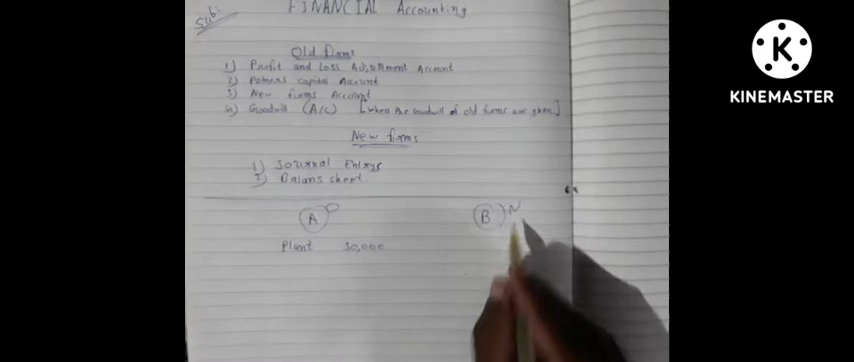 Sub:
FINANCIAL Accounting
Old firms
1) Profit and Loss Adjustment Account
2) Patners capital Account
3) New firms Account
4) Goodwill (A/c) [when the Goodwill of old firms are given]
New firms
1) Journal Entrys
2) Balans sheet
A O
B N
Plant 30,000
K
KINEMASTER